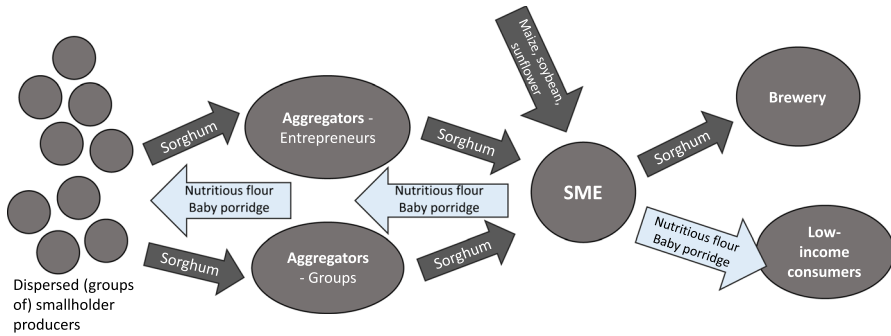 Dispersed (groups
of) smallholder
producers
Sorghum
Sorghum
Aggregators -
Entrepreneurs
Nutritious flour
Baby porridge
Aggregators
- Groups
Sorghum
Nutritious flour
Baby porridge
Sorghum
Maize, soybean,
sunflower
SME
Sorghum
Nutritious flour
Baby porridge
Brewery
Low-
income
consumers